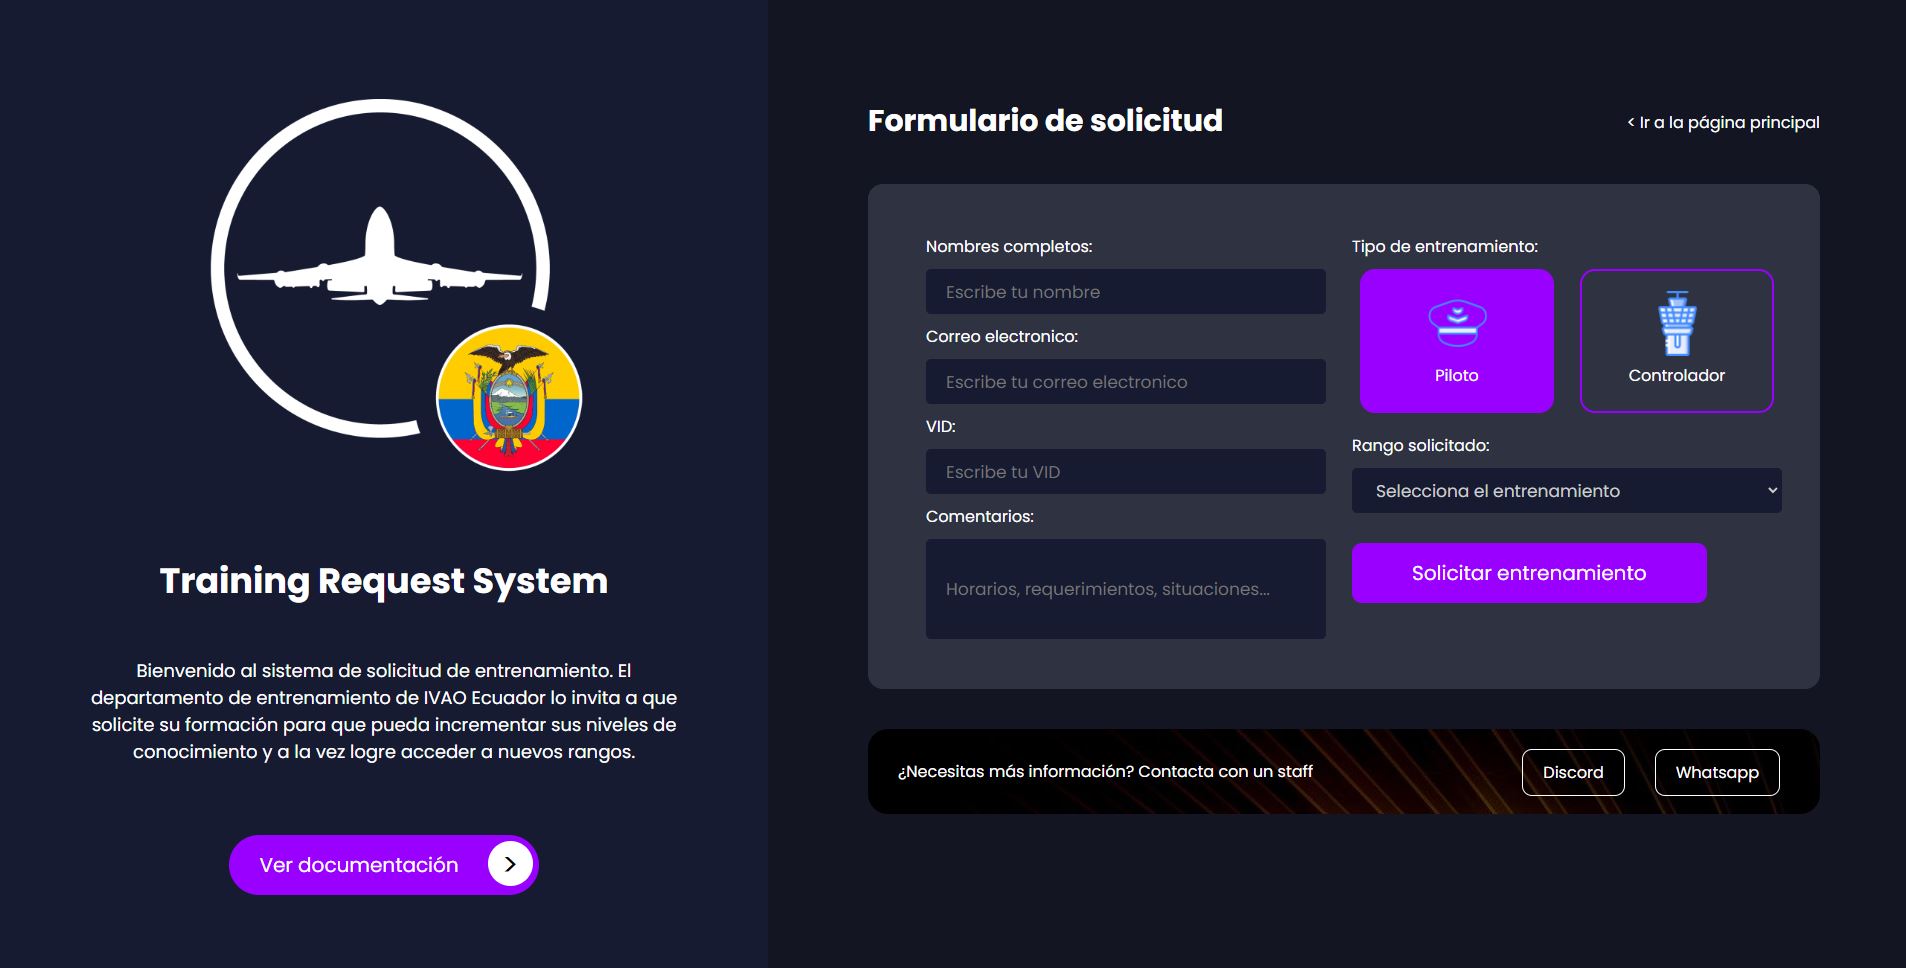 Training Request System
Bienvenido al sistema de solicitud de entrenamiento. El
departamento de entrenamiento de IVAO Ecuador lo invita a que
solicite su formación para que pueda incrementar sus niveles de
conocimiento y a la vez logre acceder a nuevos rangos.
Ver documentación >
Formulario de solicitud
< Ir a la página principal
Nombres completos:
Escribe tu nombre
Correo electronico:
Escribe tu correo electronico
VID:
Escribe tu VID
Comentarios:
Horarios, requerimientos, situaciones...
Tipo de entrenamiento:
Piloto
Controlador
Rango solicitado:
Selecciona el entrenamiento
Solicitar entrenamiento
¿Necesitas más información? Contacta con un staff
Discord
Whatsapp